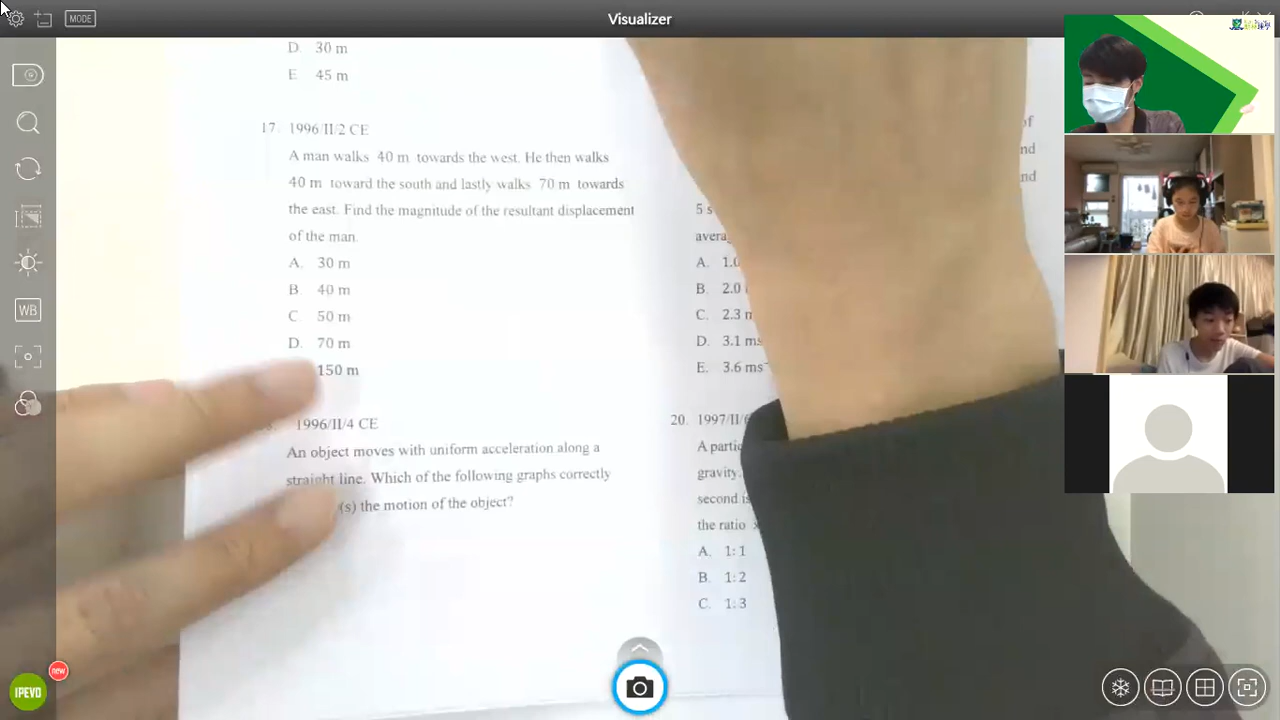 MODE
Visualizer
D. 30 m
E 45 m
17. 1996/II/2 CE
A man walks 40 m towards the west. He then walks
40 m toward the south and lastly walks 70 m towards
the east. Find the magnitude of the resultant displacement
of the man.
A. 30 m
B. 40 m
C. 50 m
D. 70 m
150 m
1996/II/4 CE
An object moves with uniform acceleration along a
straight line. Which of the following graphs correctly
(s) the motion of the object?
of
nd
nd
5 s
A. 1.0
B. 2.0
C. 2.3 m
D. 3.1 ms
E. 3.6 ms⁻
20. 1997/II/6
A partic
gravity.
second is
the ratio
A. 1:1
B. 1:2
C. 1:3
WB
new
IPEVO